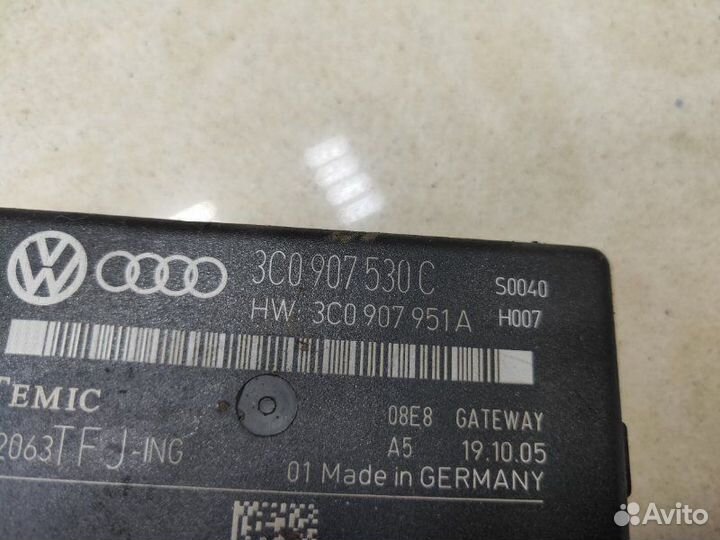 3C0 907 530 C
S0040
HW: 3C0 907 951 A
H007
TEMIC
08E8 GATEWAY
2063TFJ-ING
A5 19.10.05
01 Made in GERMANY
Avito